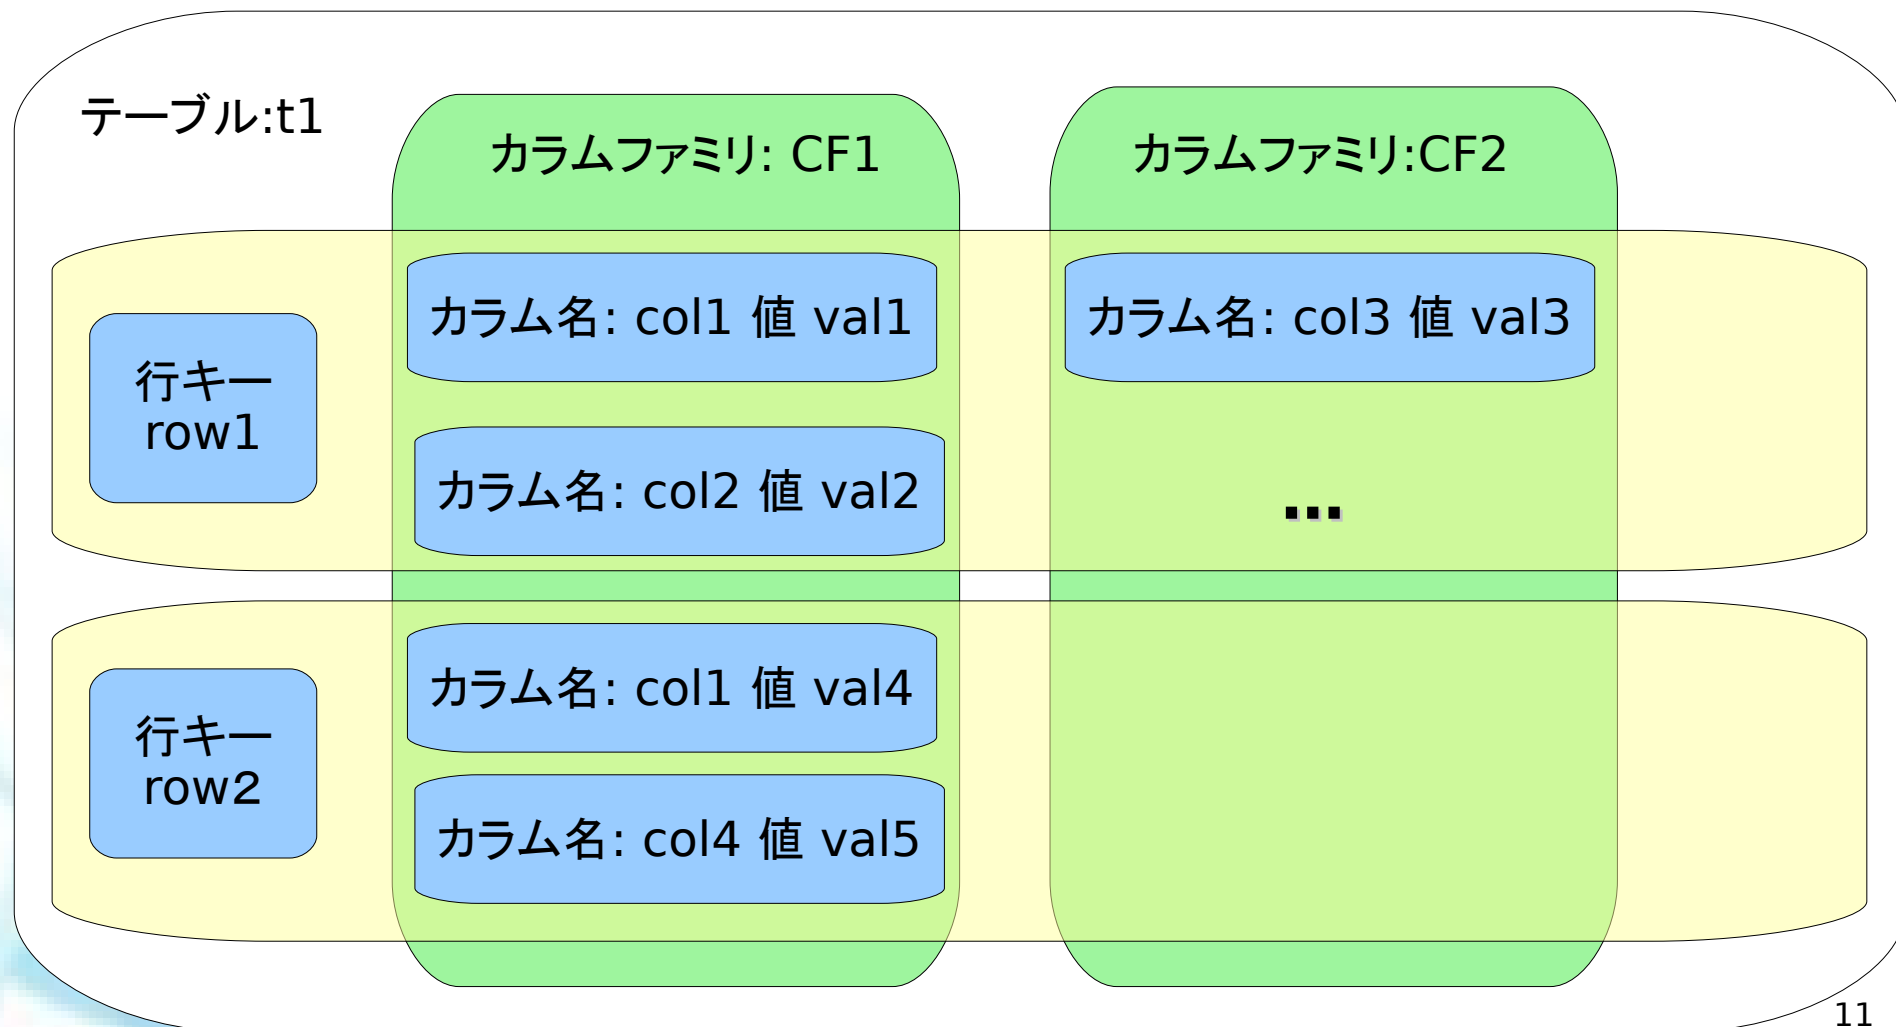 テーブル:t1
カラムファミリ: CF1
カラムファミリ:CF2
行キー
row1
カラム名: col1 値 val1
カラム名: col2 値 val2
カラム名: col3 値 val3
...
行キー
row2
カラム名: col1 値 val4
カラム名: col4 値 val5
11